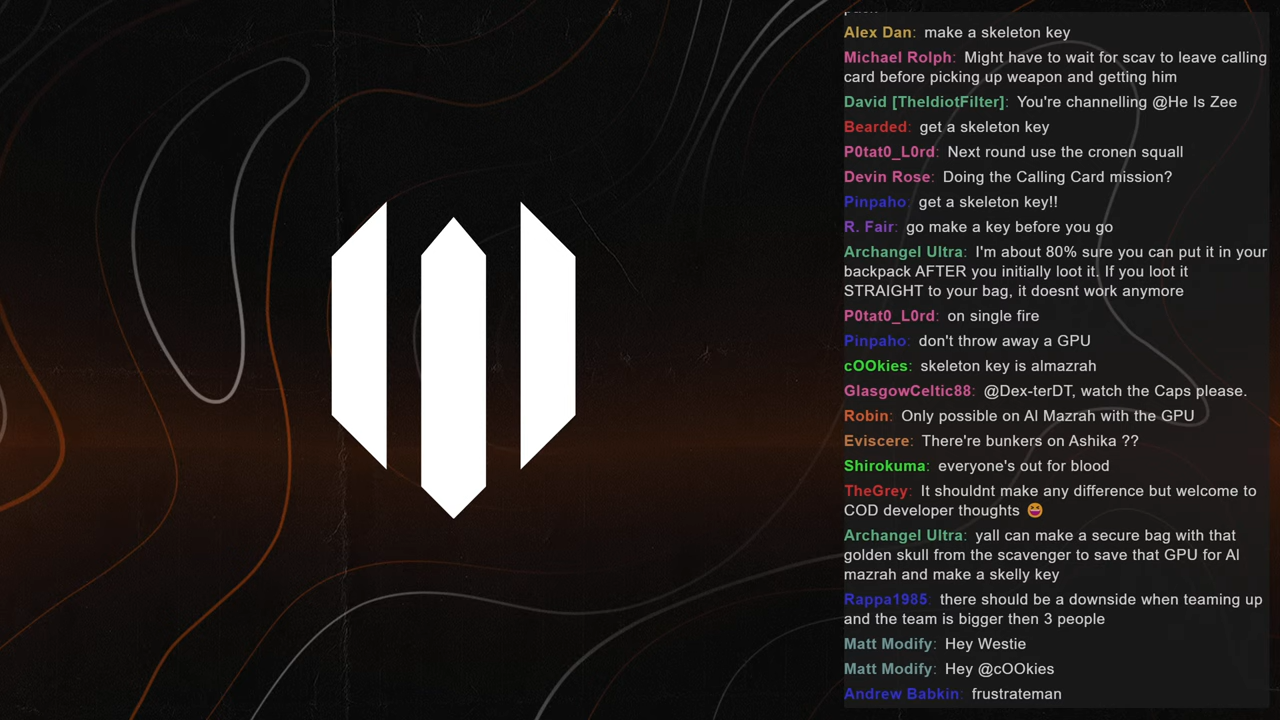 Alex Dan: make a skeleton key
Michael Rolph: Might have to wait for scav to leave calling
card before picking up weapon and getting him
David [TheIdiotFilter]: You're channelling @He Is Zee
Bearded: get a skeleton key
P0tat0_L0rd: Next round use the cronen squall
Devin Rose: Doing the Calling Card mission?
Pinpaho: get a skeleton key!!
R. Fair: go make a key before you go
Archangel Ultra: I'm about 80% sure you can put it in your
backpack AFTER you initially loot it. If you loot it
STRAIGHT to your bag, it doesnt work anymore
P0tat0_L0rd: on single fire
Pinpaho: don't throw away a GPU
cOOkies: skeleton key is almazrah
GlasgowCeltic88: @Dex-terDT, watch the Caps please.
Robin: Only possible on Al Mazrah with the GPU
Eviscere: There're bunkers on Ashika ??
Shirokuma: everyone's out for blood
TheGrey: It shouldnt make any difference but welcome to
COD developer thoughts 😆
Archangel Ultra: yall can make a secure bag with that
golden skull from the scavenger to save that GPU for Al
mazrah and make a skelly key
Rappa1985: there should be a downside when teaming up
and the team is bigger then 3 people
Matt Modify: Hey Westie
Matt Modify: Hey @cOOkies
Andrew Babkin: frustrateman